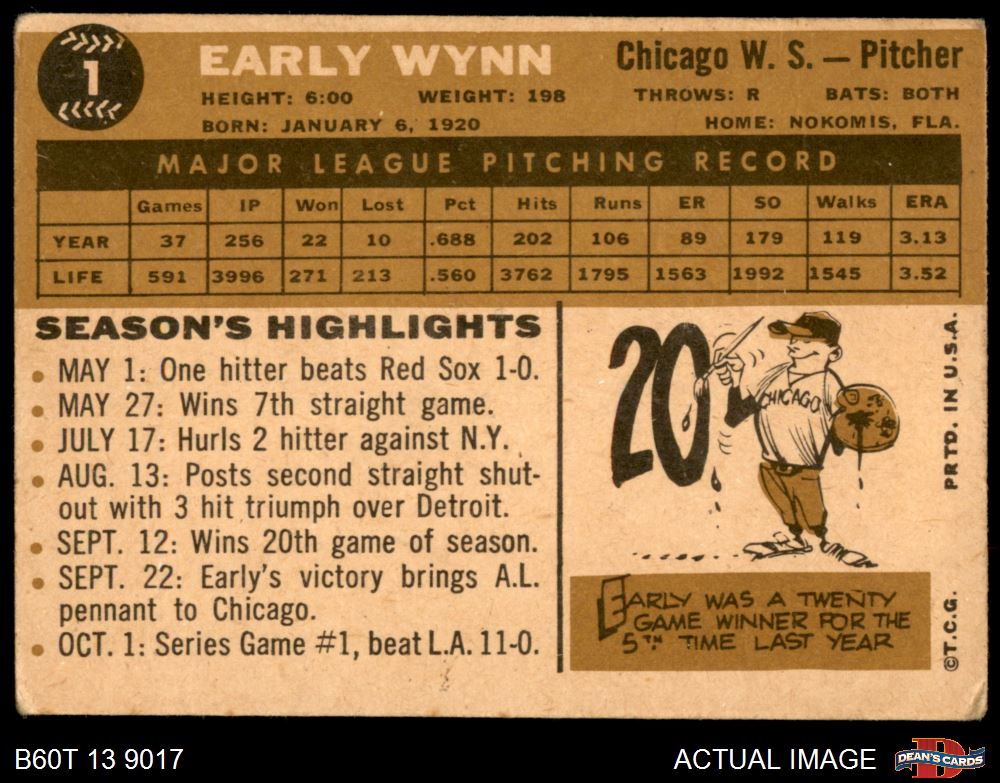 1
EARLY WYNN
Chicago W. S. — Pitcher
HEIGHT: 6:00 WEIGHT: 198 THROWS: R BATS: BOTH
BORN: JANUARY 6, 1920 HOME: NOKOMIS, FLA.
MAJOR LEAGUE PITCHING RECORD
Games IP Won Lost Pct Hits Runs ER SO Walks ERA
YEAR 37 256 22 10 .688 202 106 89 179 119 3.13
LIFE 591 3996 271 213 .560 3762 1795 1563 1992 1545 3.52
SEASON'S HIGHLIGHTS
• MAY 1: One hitter beats Red Sox 1-0.
• MAY 27: Wins 7th straight game.
• JULY 17: Hurls 2 hitter against N.Y.
• AUG. 13: Posts second straight shut-
out with 3 hit triumph over Detroit.
• SEPT. 12: Wins 20th game of season.
• SEPT. 22: Early's victory brings A.L.
pennant to Chicago.
• OCT. 1: Series Game #1, beat L.A. 11-0.
20
CHICAGO
EARLY WAS A TWENTY
GAME WINNER FOR THE
5TH TIME LAST YEAR
©T.C.G. PRTD. IN U.S.A.
B60T 13 9017
ACTUAL IMAGE
D
DEAN'S CARDS